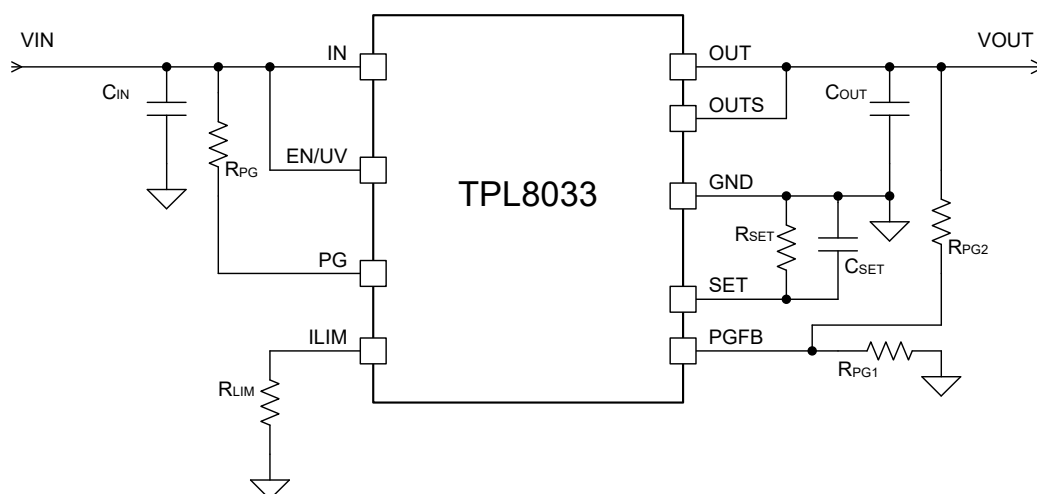 VIN
IN
OUT
VOUT
CIN
OUTS
COUT
RPG
EN/UV
TPL8033
GND
RSET
CSET
RPG2
PG
SET
ILIM
PGFB
RLIM
RPG1